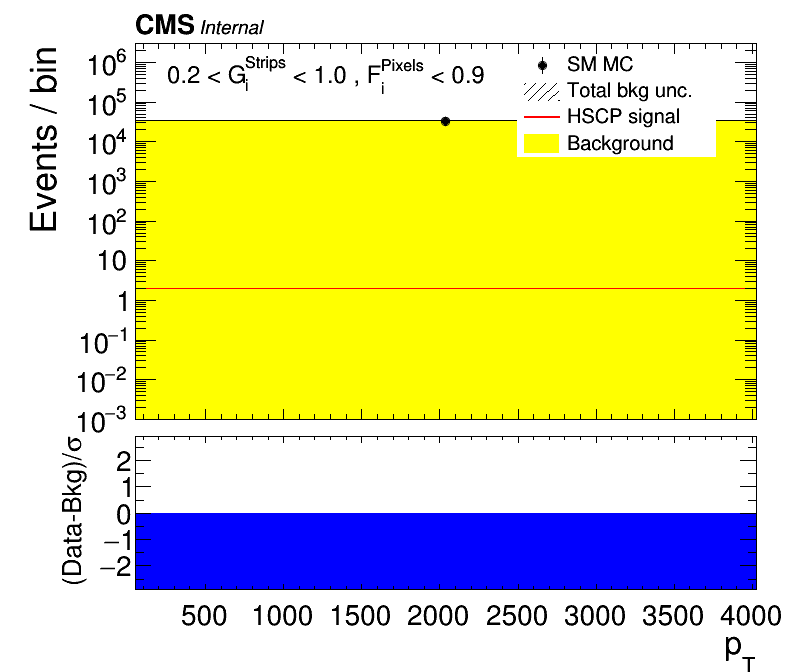 CMS Internal
0.2 < G_i^Strips < 1.0 , F_i^Pixels < 0.9
SM MC
Total bkg unc.
HSCP signal
Background
Events / bin
10^6
10^5
10^4
10^3
10^2
10
1
10^−1
10^−2
10^−3
(Data-Bkg)/σ
2
1
0
−1
−2
500 1000 1500 2000 2500 3000 3500 4000
p_T